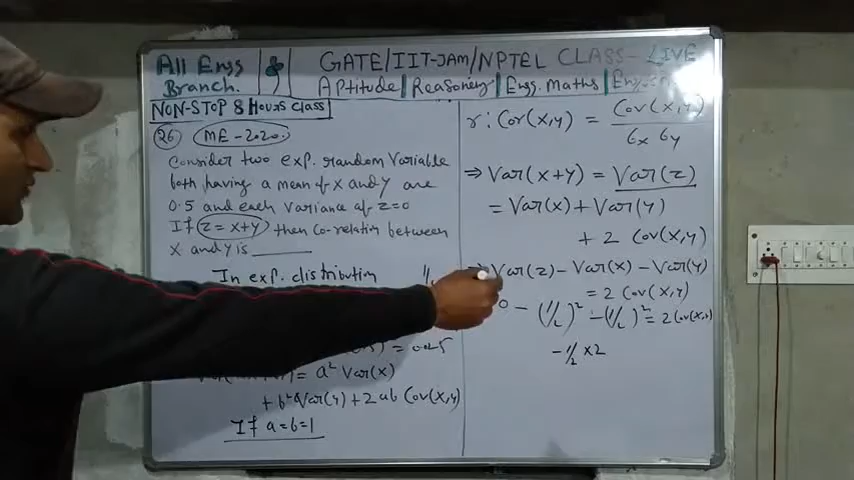 All Engg Branch
GATE/IIT-JAM/NPTEL CLASS-LIVE
Aptitude | Reasoning | Engg. Maths |
NON-STOP 8 HOURS CLASS
26 ME-2020
Consider two exp. random Variable
both having a mean of X and Y are
0.5 and each Variance of z=0
If z = x+y then Co-relation between
X and Y is
In exp. distribution
= 0.25
= a² Var(x)
+ b² Var(y) + 2ab Cov(x,y)
If a=b=1
r : Cor(x,y) = Cov(x,y) / σx σy
⇒ Var(x+y) = Var(z)
= Var(x) + Var(y)
+ 2 Cov(x,y)
Var(z) - Var(x) - Var(y)
= 2 Cov(x,y)
0 - (1/2)² - (1/2)² = 2 Cov(x,y)
-1/2 × 2